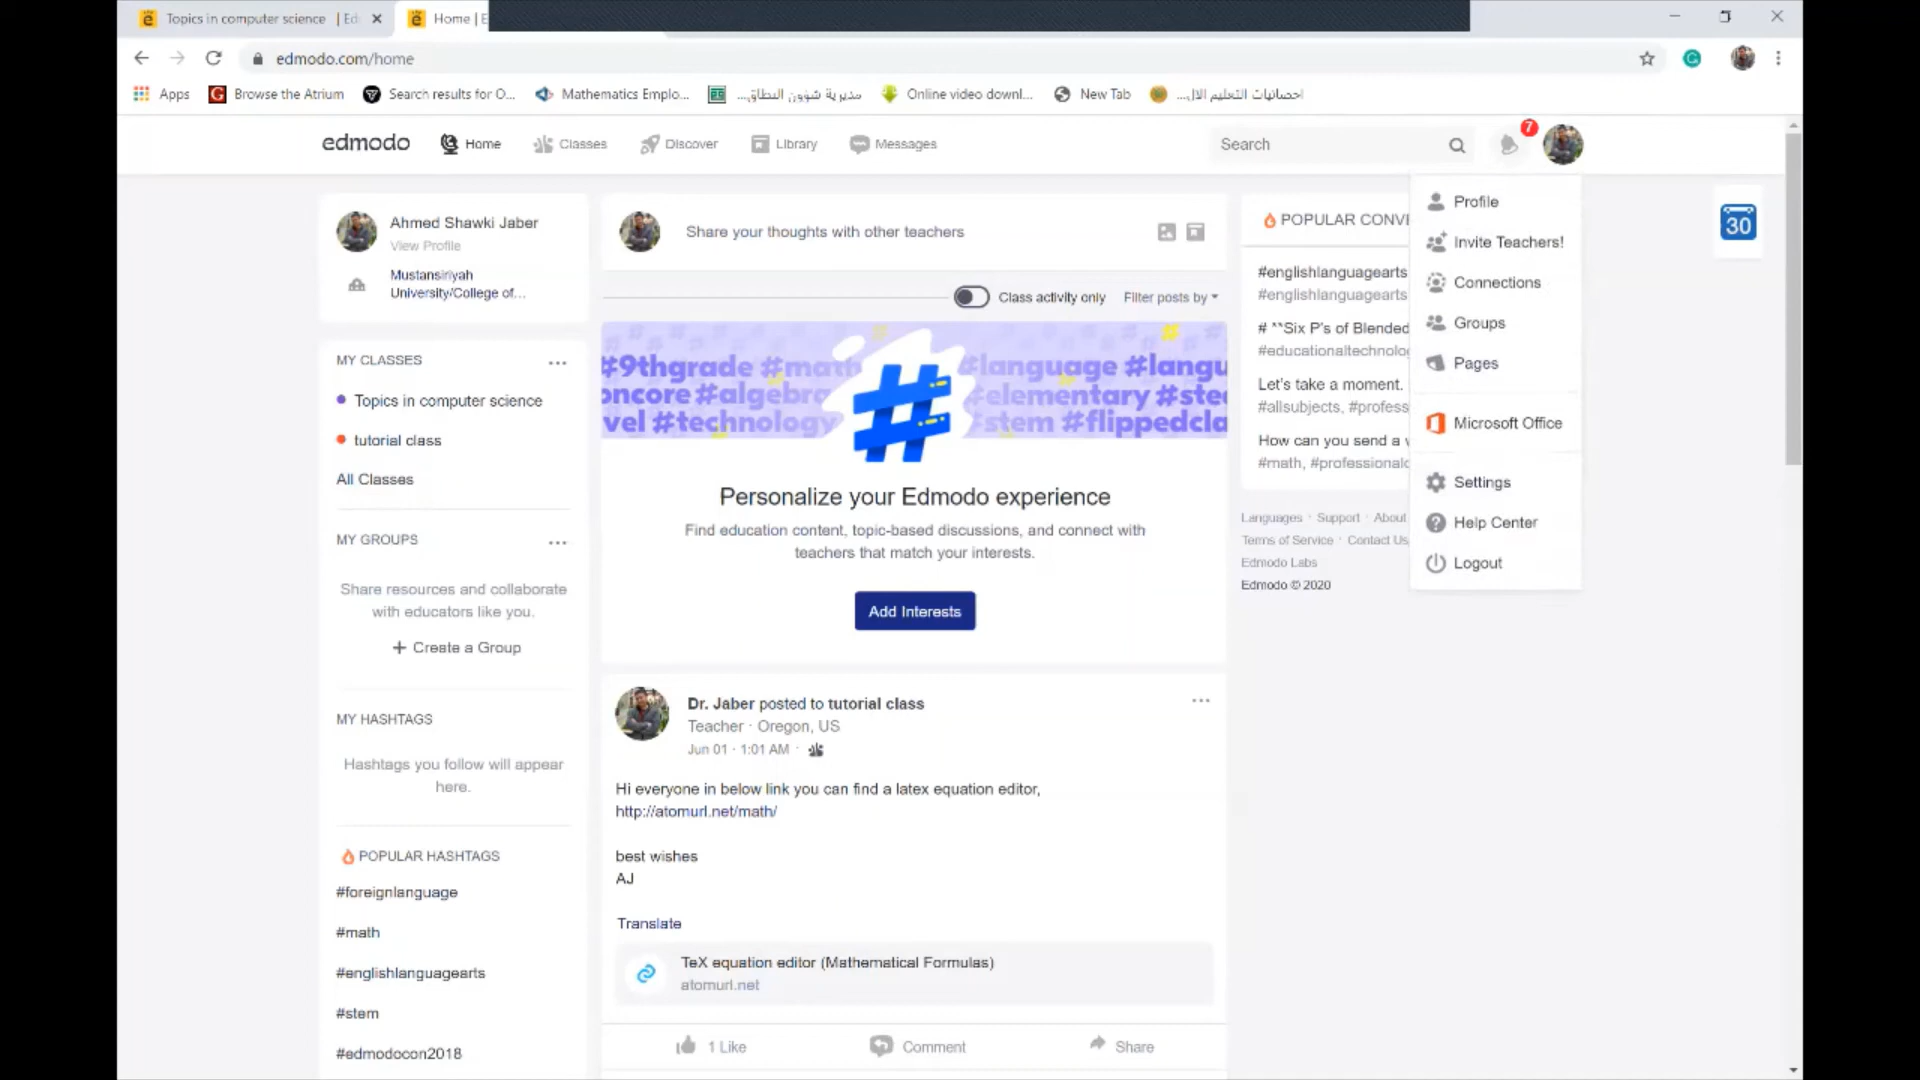 Topics in computer science | Ed
Home | E
edmodo.com/home
Apps
Browse the Atrium
Search results for O...
Mathematics Emplo...
مديرية شؤون البطاق...
Online video downl...
New Tab
احصائيات التعليم الال...
edmodo
Home
Classes
Discover
Library
Messages
Search
7
Ahmed Shawki Jaber
View Profile
Mustansiriyah
University/College of...
MY CLASSES
Topics in computer science
tutorial class
All Classes
MY GROUPS
Share resources and collaborate
with educators like you.
+ Create a Group
MY HASHTAGS
Hashtags you follow will appear
here.
POPULAR HASHTAGS
#foreignlanguage
#math
#englishlanguagearts
#stem
#edmodocon2018
Share your thoughts with other teachers
Class activity only
Filter posts by
#9thgrade #math #language #langu
oncore #algebra #elementary #ste
vel #technology #stem #flippedcla
Personalize your Edmodo experience
Find education content, topic-based discussions, and connect with
teachers that match your interests.
Add Interests
Dr. Jaber posted to tutorial class
Teacher · Oregon, US
Jun 01 · 1:01 AM ·
Hi everyone in below link you can find a latex equation editor,
http://atomurl.net/math/
best wishes
AJ
Translate
TeX equation editor (Mathematical Formulas)
atomurl.net
1 Like
Comment
Share
POPULAR CONVE
#englishlanguagearts
#englishlanguagearts
# **Six P's of Blended
#educationaltechnolo
Let's take a moment.
#allsubjects, #profess
How can you send a v
#math, #professional
Languages · Support · About
Terms of Service · Contact Us
Edmodo Labs
Edmodo © 2020
Profile
Invite Teachers!
Connections
Groups
Pages
Microsoft Office
Settings
Help Center
Logout
30